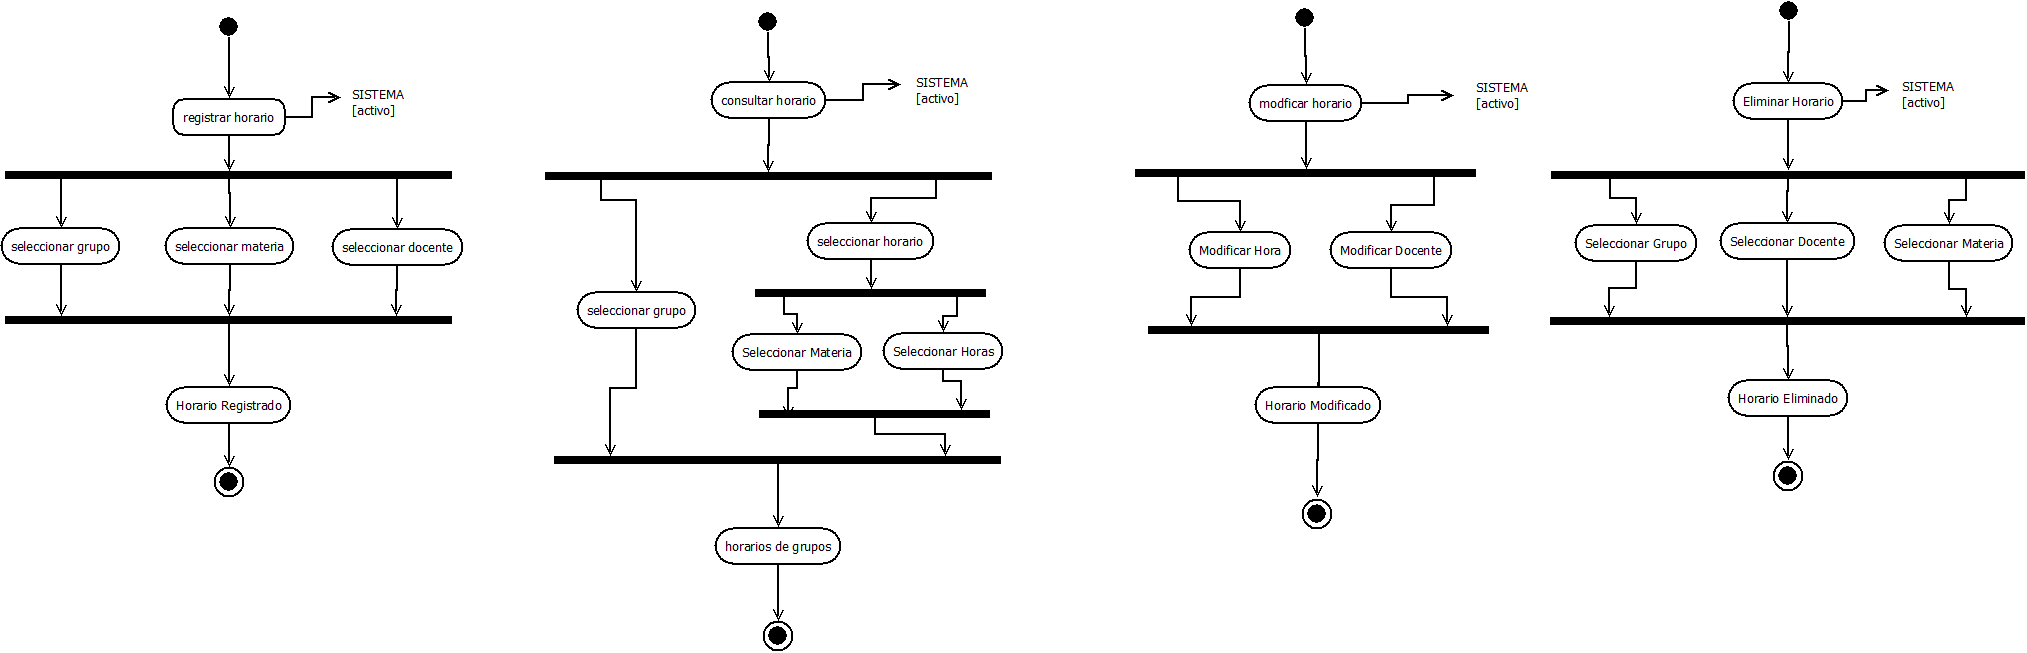 registrar horario
SISTEMA
[activo]
seleccionar grupo
seleccionar materia
seleccionar docente
Horario Registrado
consultar horario
SISTEMA
[activo]
seleccionar horario
seleccionar grupo
Seleccionar Materia
Seleccionar Horas
horarios de grupos
modficar horario
SISTEMA
[activo]
Modificar Hora
Modificar Docente
Horario Modificado
Eliminar Horario
SISTEMA
[activo]
Seleccionar Grupo
Seleccionar Docente
Seleccionar Materia
Horario Eliminado